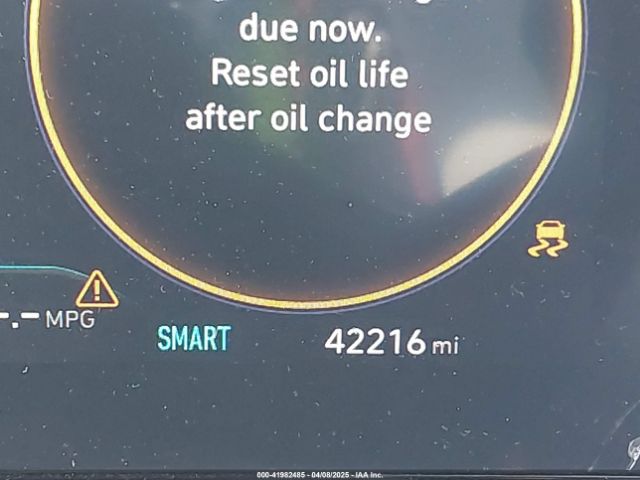 due now.
Reset oil life
after oil change
-.- MPG
SMART
42216 mi
000-41982485 - 04/08/2025 - IAA Inc.